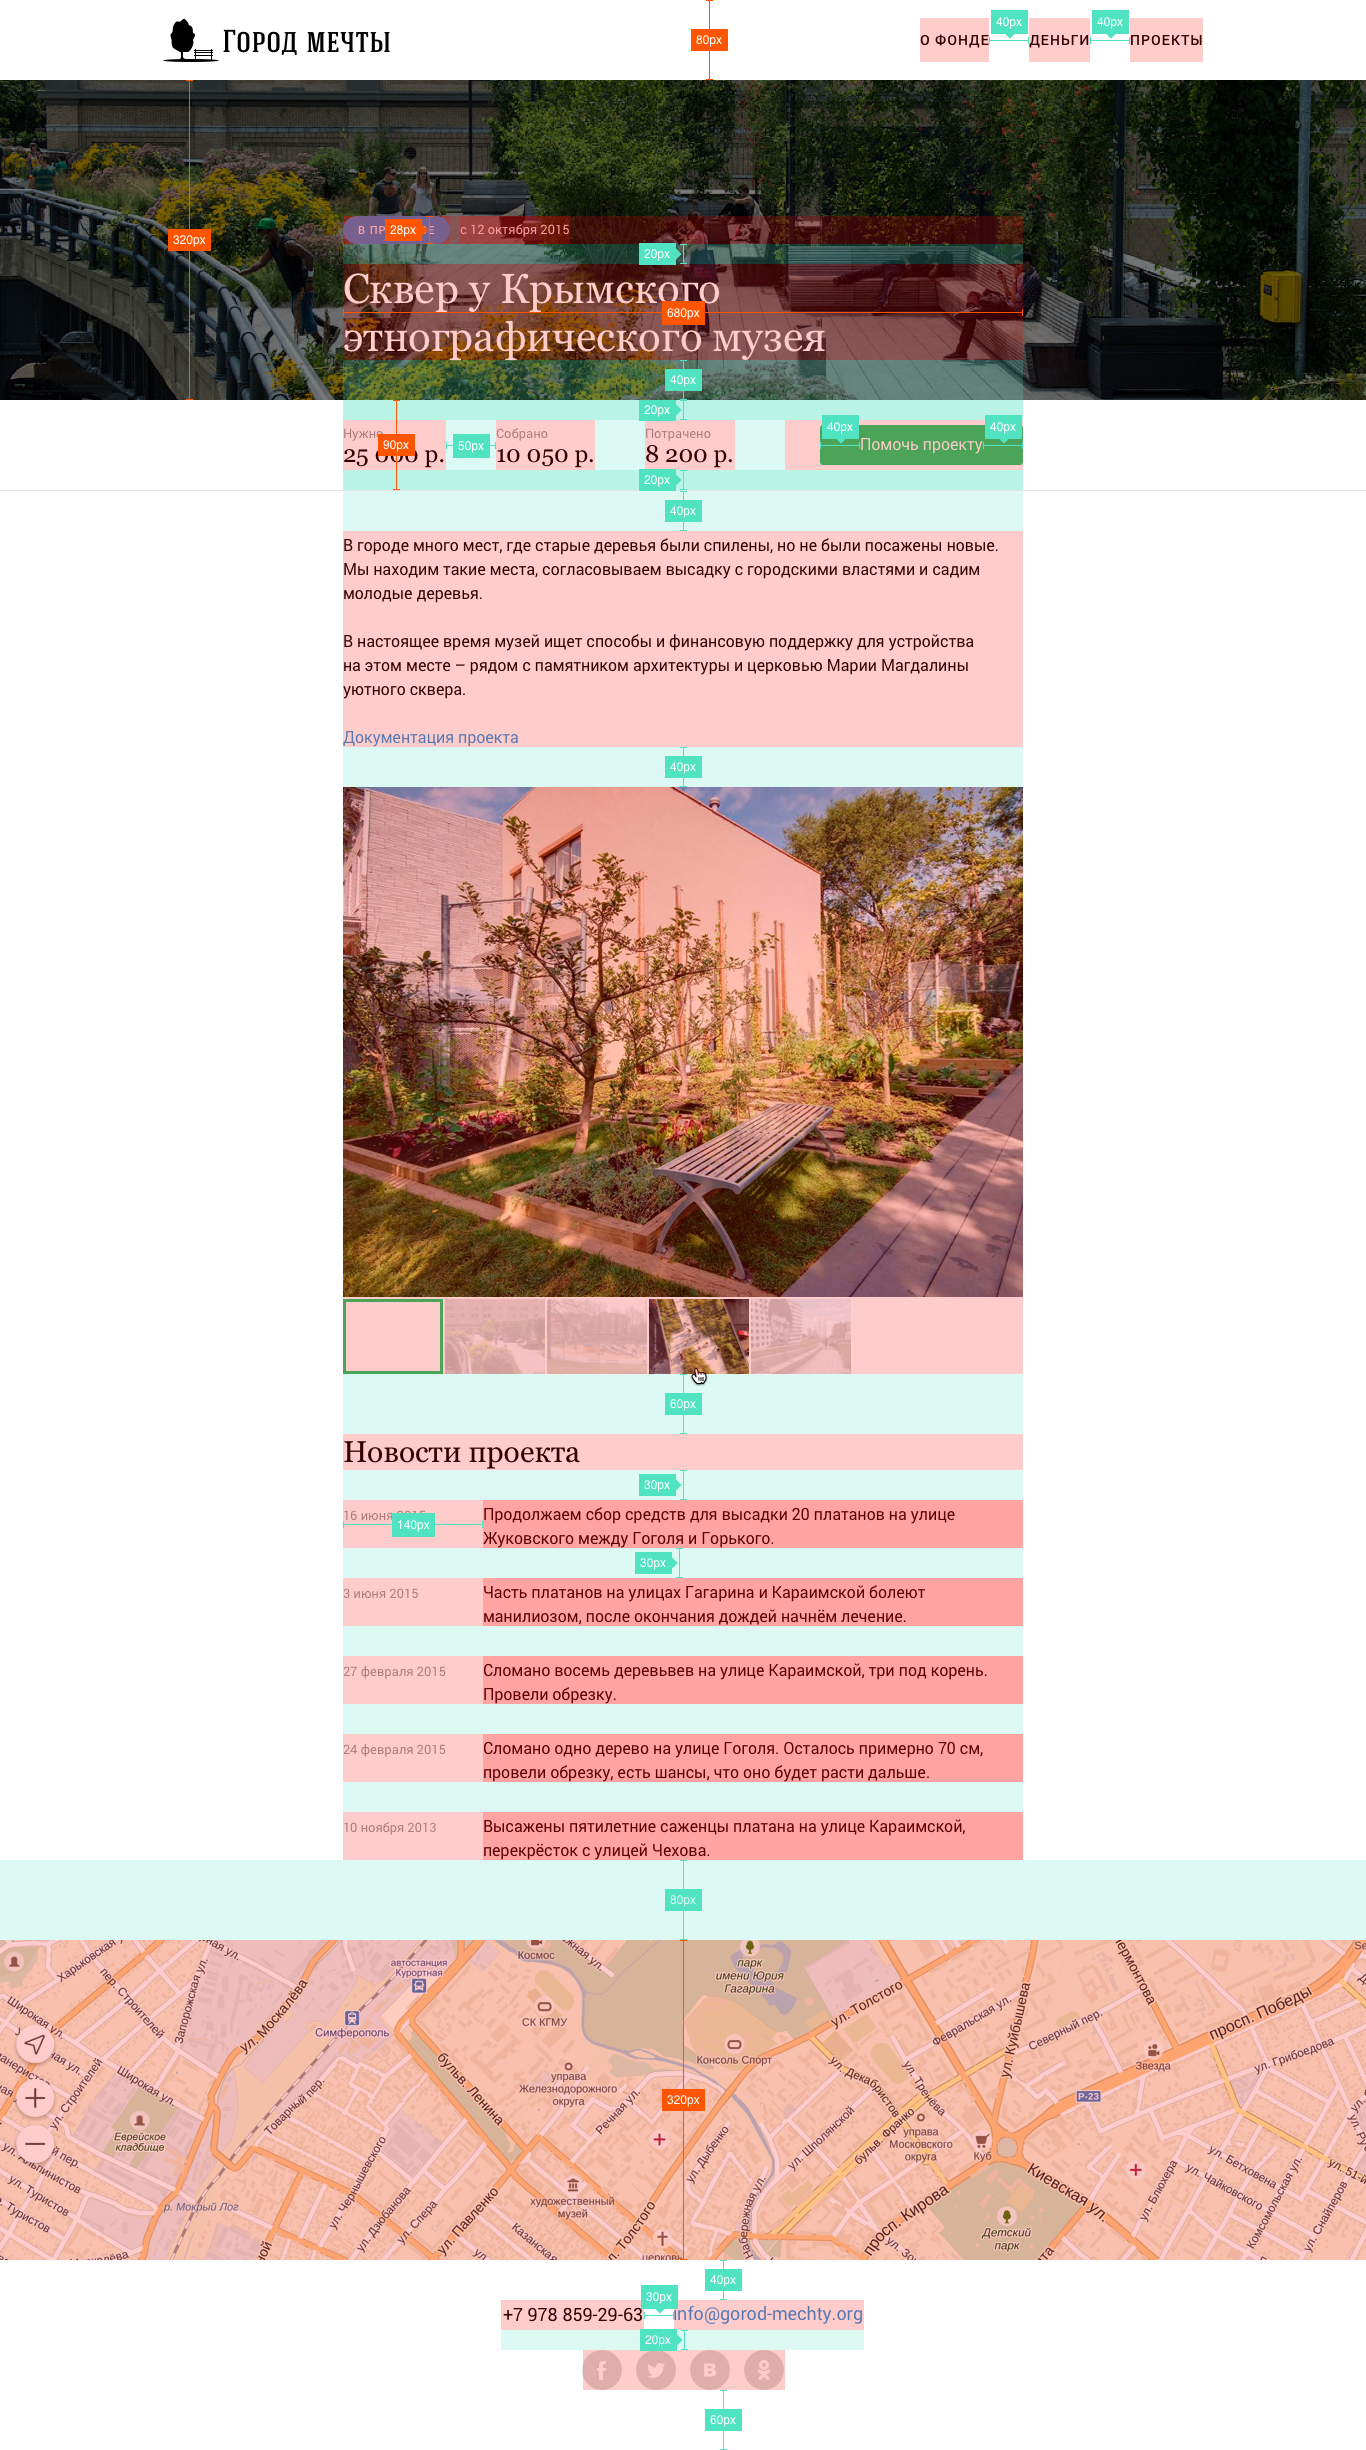 Город мечты
80px
О ФОНДЕ
40px
ДЕНЬГИ
40px
ПРОЕКТЫ
320px
28px
с 12 октября 2015
20px
Сквер у Крымского
680px
этнографического музея
40px
20px
Нужно
25 000 р.
90px
50px
Собрано
10 050 р.
Потрачено
8 200 р.
40px
Помочь проекту
40px
20px
40px
В городе много мест, где старые деревья были спилены, но не были посажены новые.
Мы находим такие места, согласовываем высадку с городскими властями и садим
молодые деревья.
В настоящее время музей ищет способы и финансовую поддержку для устройства
на этом месте – рядом с памятником архитектуры и церковью Марии Магдалины
уютного сквера.
Документация проекта
40px
60px
Новости проекта
30px
16 июня 2015
140px
Продолжаем сбор средств для высадки 20 платанов на улице
Жуковского между Гоголя и Горького.
30px
3 июня 2015
Часть платанов на улицах Гагарина и Караимской болеют
манилиозом, после окончания дождей начнём лечение.
27 февраля 2015
Сломано восемь деревьвев на улице Караимской, три под корень.
Провели обрезку.
24 февраля 2015
Сломано одно дерево на улице Гоголя. Осталось примерно 70 см,
провели обрезку, есть шансы, что оно будет расти дальше.
10 ноября 2013
Высажены пятилетние саженцы платана на улице Караимской,
перекрёсток с улицей Чехова.
80px
Космос
автостанция
Курортная
парк
имени Юрия
Гагарина
пер. Строителей
Запорожская ул.
ул. Москалёва
Симферополь
СК КГМУ
ул. Толстого
Февральская ул.
ул. Куйбышева
Северный пер.
просп. Победы
Широкая ул.
ул. Строителей
Широкая ул.
Товарный пер.
бульв. Ленина
управа
Железнодорожного
округа
Речная ул.
Консоль Спорт
ул. Декабристов
ул. Тренёва
Звезда
ул. Грибоедова
320px
P-23
Еврейское
кладбище
ул. Дыбенко
ул. Шполянской
бульв. Франко
управа
Московского
округа
Куб
Киевская ул.
ул. Блюхера
ул. Бетховена
ул. Чайковского
Комсомольская ул.
ул. Снайперов
ул. Туристов
р. Мокрый Лог
ул. Чернышевского
ул. Дзюбанова
ул. Спера
ул. Павленко
художественный
музей
Казанская
Набережная ул.
просп. Кирова
Детский
парк
40px
30px
+7 978 859-29-63
info@gorod-mechty.org
20px
60px